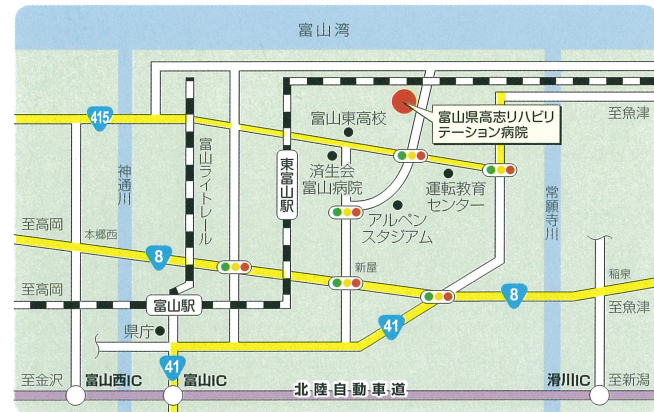 富山湾
415
富山東高校
富山県高志リハビリ
テーション病院
至魚津
神通川
富山ライトレール
東富山駅
済生会
富山病院
運転教育
センター
アルペン
スタジアム
常願寺川
至高岡
本郷西
8
新屋
稲泉
至高岡
富山駅
41
8
至魚津
県庁
41
至金沢
富山西IC
富山IC
北陸自動車道
滑川IC
至新潟